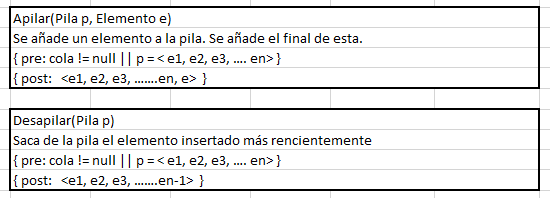 Apilar(Pila p, Elemento e)
Se añade un elemento a la pila. Se añade el final de esta.
{ pre: cola != null || p = < e1, e2, e3, .... en> }
{ post:  <e1, e2, e3, .......en, e> }
Desapilar(Pila p)
Saca de la pila el elemento insertado más rencientemente
{ pre: cola != null || p = < e1, e2, e3, .... en> }
{ post:  <e1, e2, e3, .......en-1> }